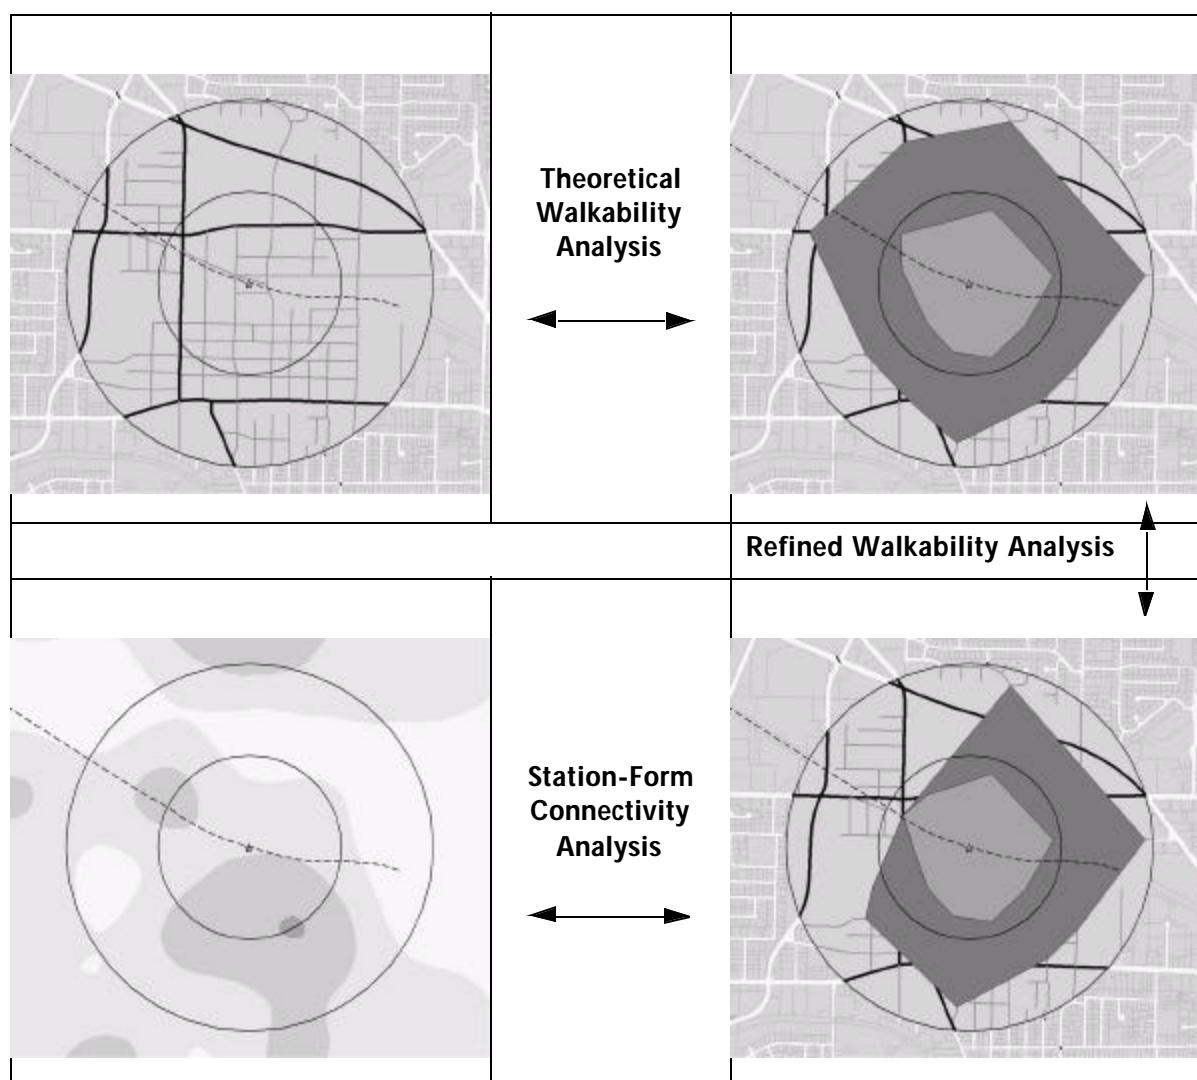 Theoretical
Walkability
Analysis
Refined Walkability Analysis
Station-Form
Connectivity
Analysis